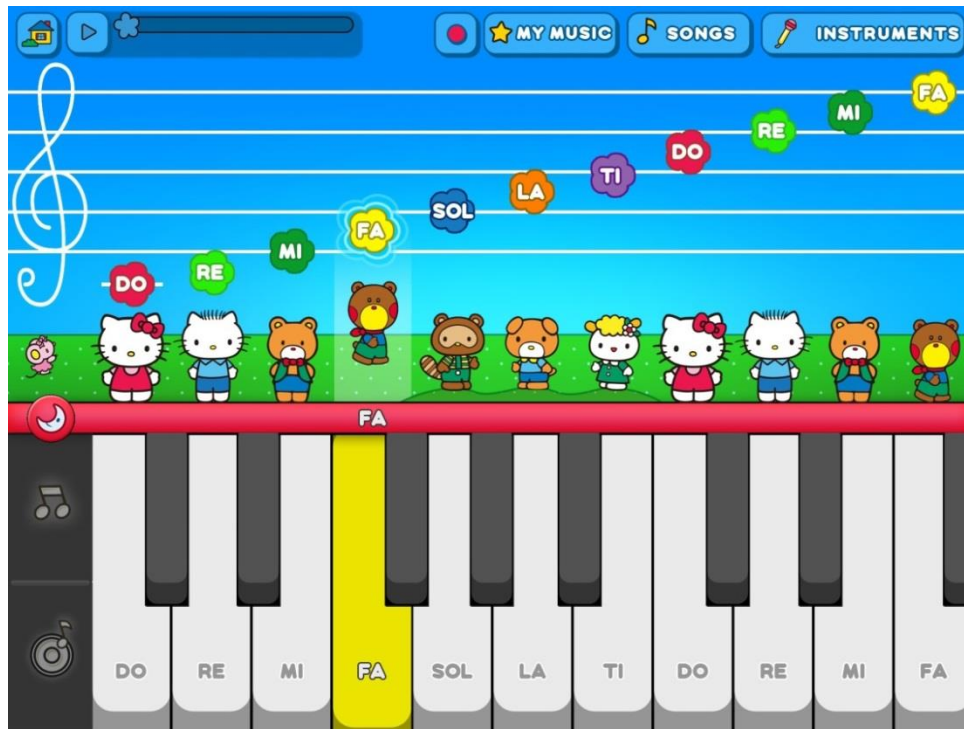 MY MUSIC
SONGS
INSTRUMENTS
DO RE MI FA SOL LA TI DO RE MI FA
FA
DO RE MI FA SOL LA TI DO RE MI FA